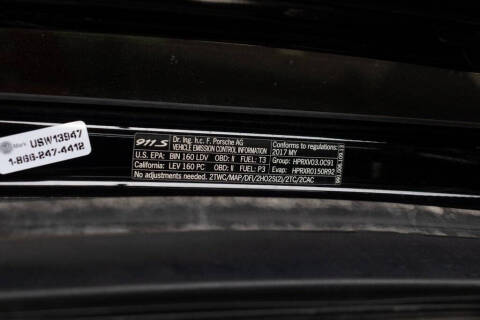 Mark USW13947
1-866-247-4412
911 S Dr. Ing. h.c. F. Porsche AG
VEHICLE EMISSION CONTROL INFORMATION
Conforms to regulations:
2017 MY
U.S. EPA: BIN 160 LDV OBD: II FUEL: T3
Group: HPRXV03.0C91
California: LEV 160 PC OBD: II FUEL: P3
Evap: HPRXR0150R92
No adjustments needed. 2TWC/MAP/DFI/2HO2S(2)/2TC/2CAC